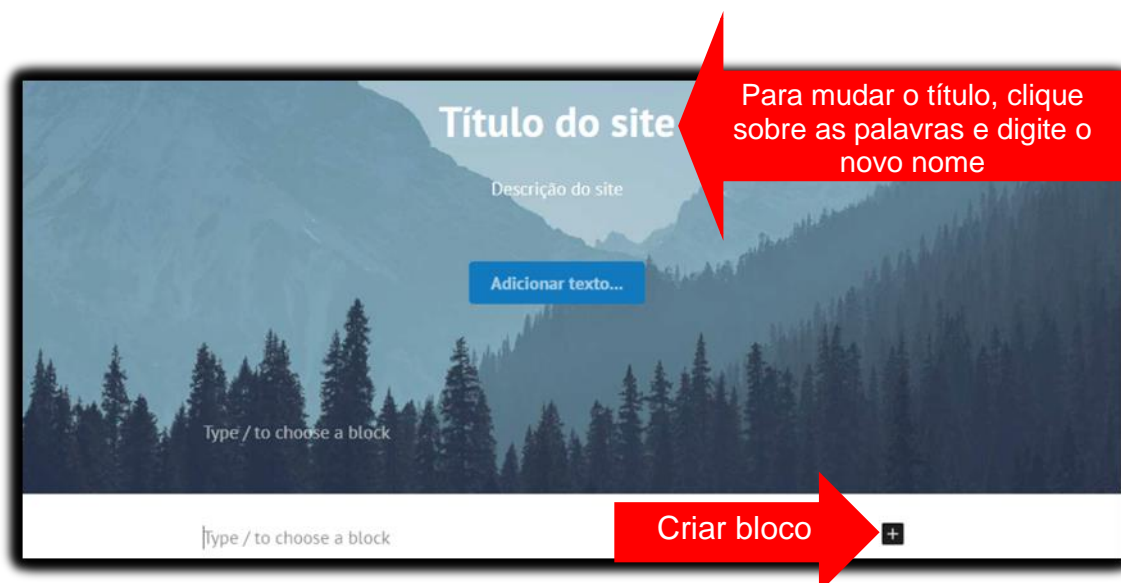 Título do site
Para mudar o título, clique
sobre as palavras e digite o
novo nome
Descrição do site
Adicionar texto...
Type / to choose a block
Type / to choose a block
Criar bloco